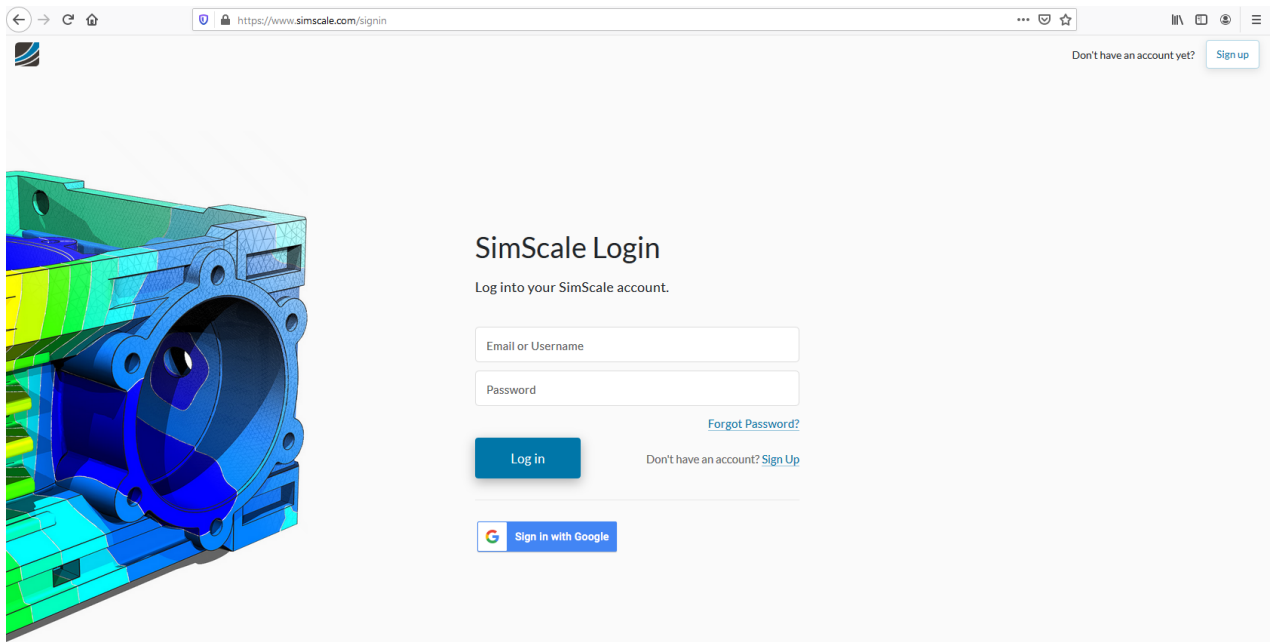 https://www.simscale.com/signin
Don't have an account yet? Sign up
SimScale Login
Log into your SimScale account.
Email or Username
Password
Forgot Password?
Log in
Don't have an account? Sign Up
Sign in with Google